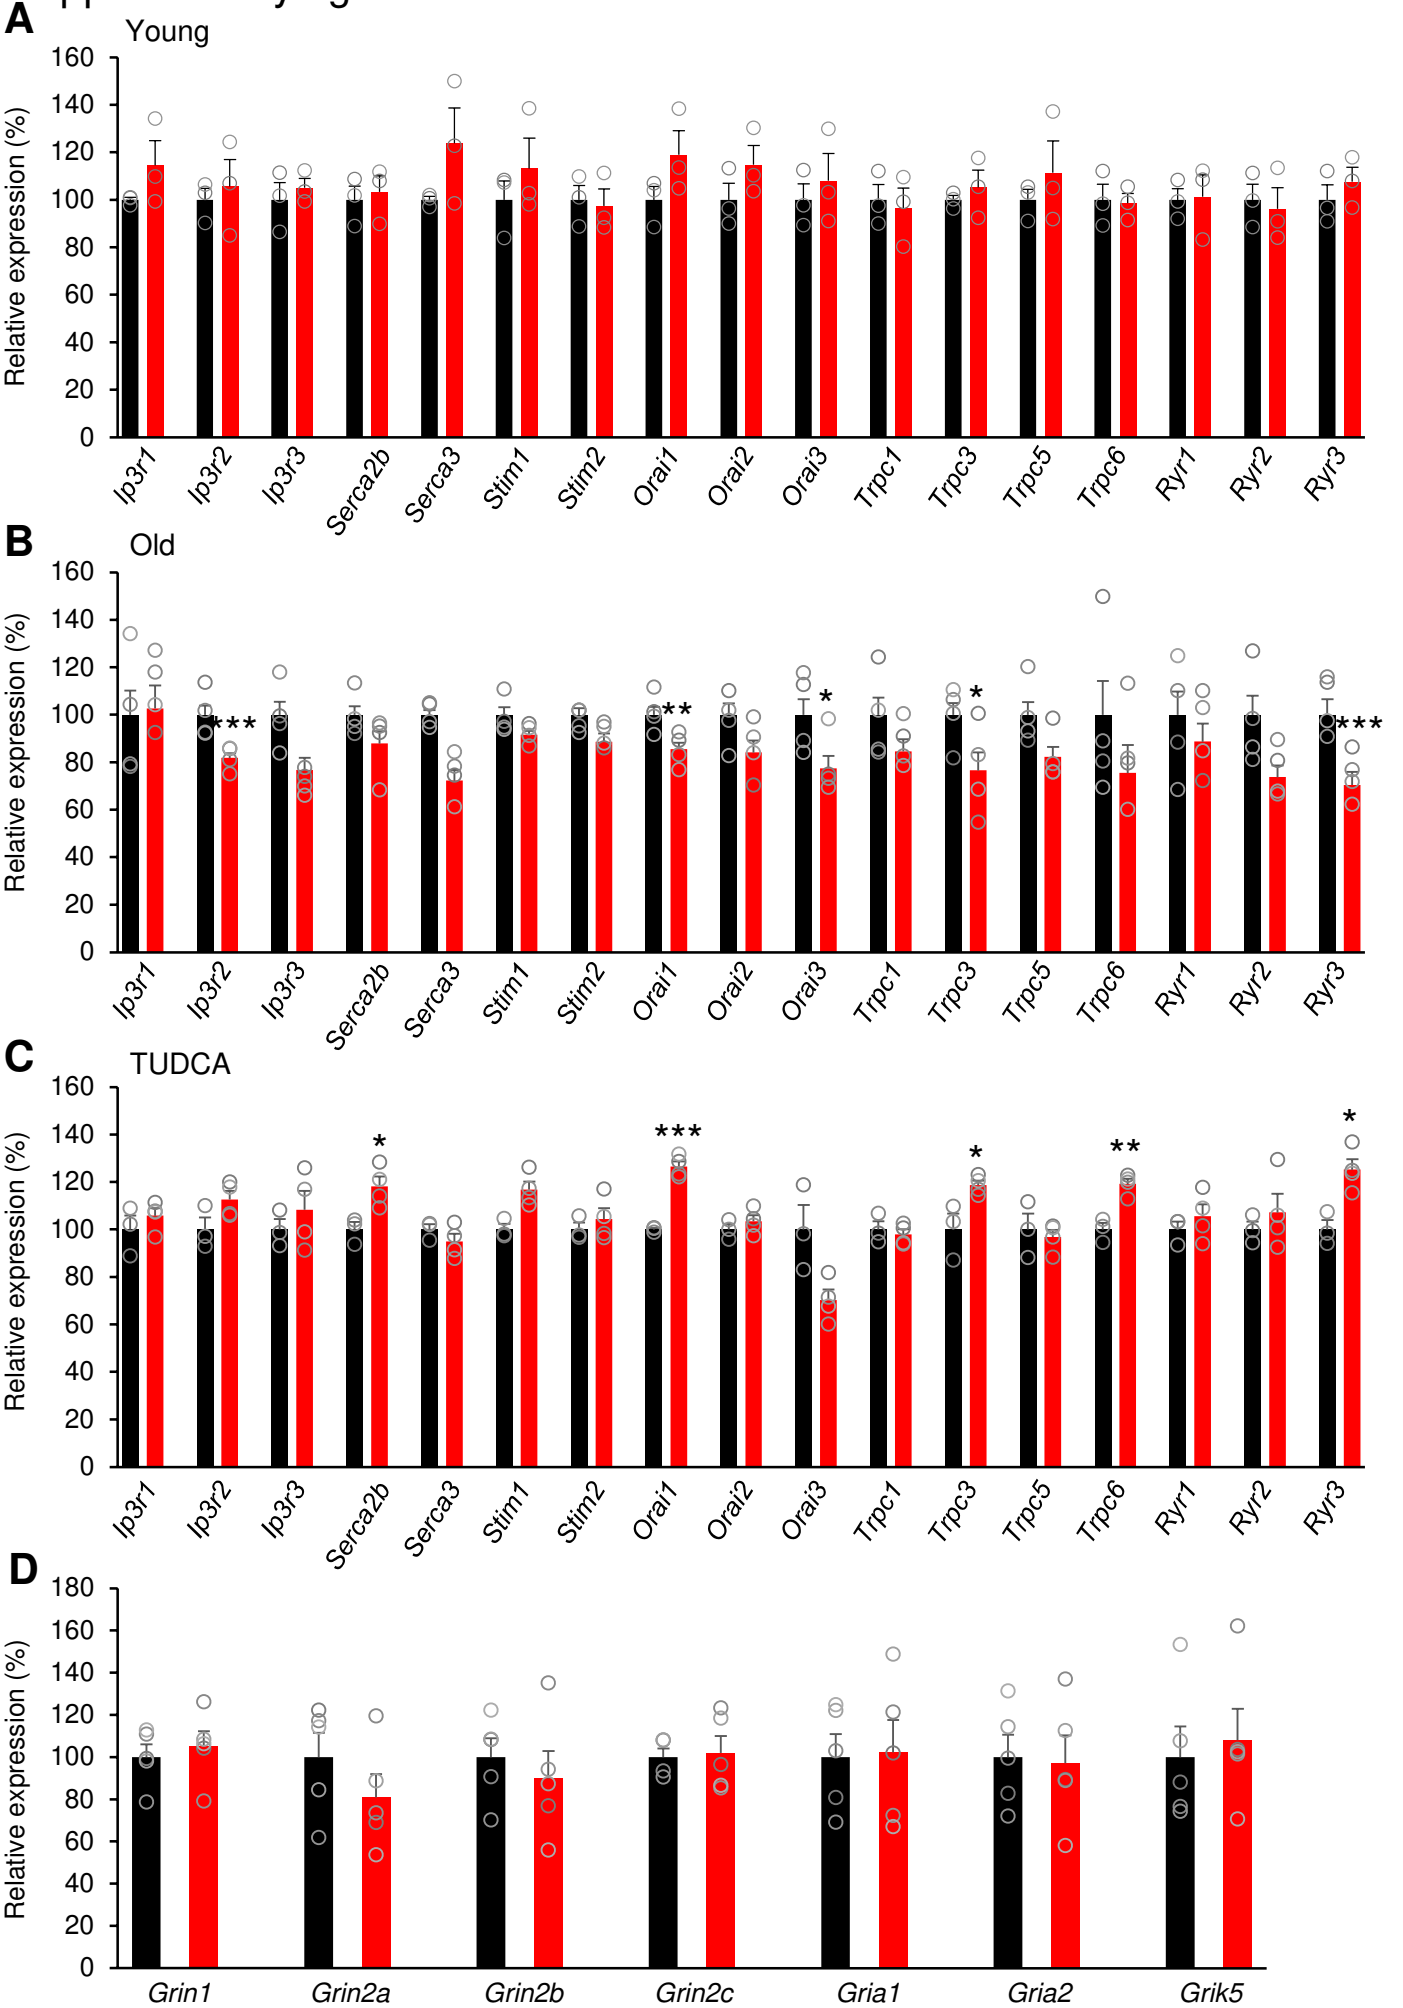 A
Young
Relative expression (%)
160
140
120
100
80
60
40
20
0
Ip3r1 Ip3r2 Ip3r3 Serca2b Serca3 Stim1 Stim2 Orai1 Orai2 Orai3 Trpc1 Trpc3 Trpc5 Trpc6 Ryr1 Ryr2 Ryr3
B
Old
Relative expression (%)
160
140
120
100
80
60
40
20
0
*** ** * * ***
Ip3r1 Ip3r2 Ip3r3 Serca2b Serca3 Stim1 Stim2 Orai1 Orai2 Orai3 Trpc1 Trpc3 Trpc5 Trpc6 Ryr1 Ryr2 Ryr3
C
TUDCA
Relative expression (%)
160
140
120
100
80
60
40
20
0
* *** * ** *
Ip3r1 Ip3r2 Ip3r3 Serca2b Serca3 Stim1 Stim2 Orai1 Orai2 Orai3 Trpc1 Trpc3 Trpc5 Trpc6 Ryr1 Ryr2 Ryr3
D
Relative expression (%)
180
160
140
120
100
80
60
40
20
0
Grin1 Grin2a Grin2b Grin2c Gria1 Gria2 Grik5